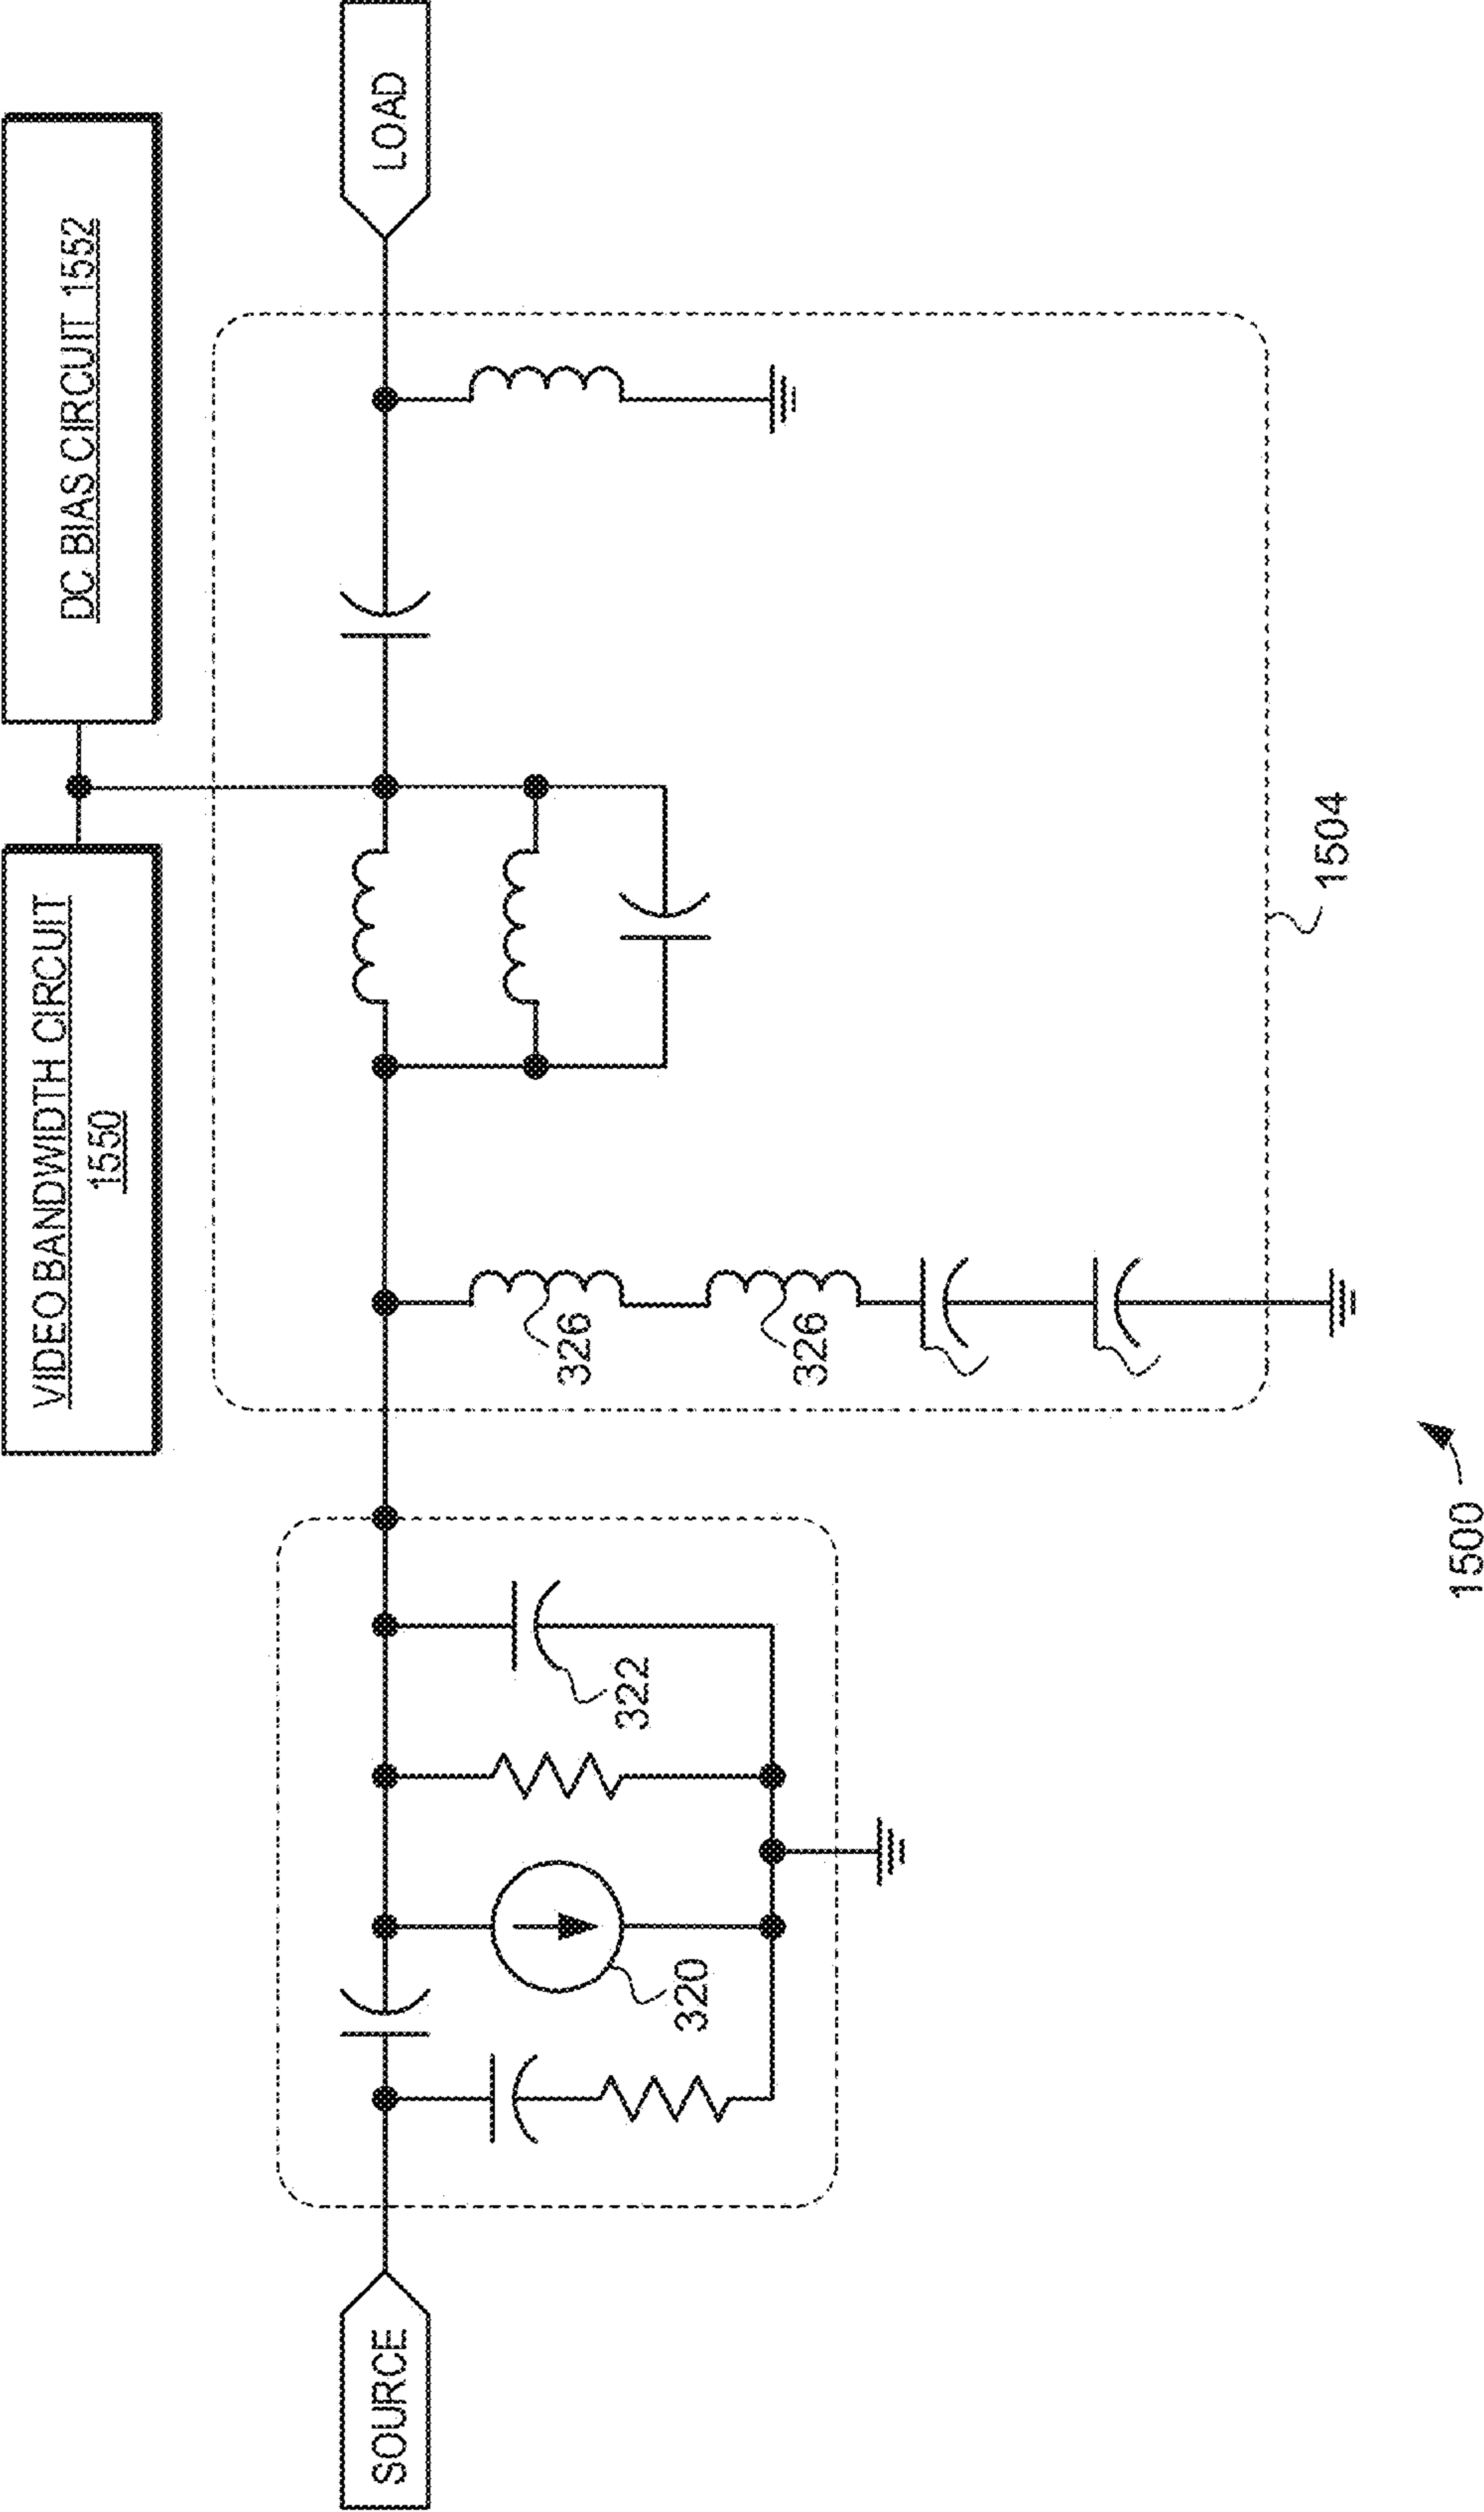 VIDEO BANDWIDTH CIRCUIT
1550
DC BIAS CIRCUIT 1552
SOURCE
LOAD
320
322
326
326
1504
1500